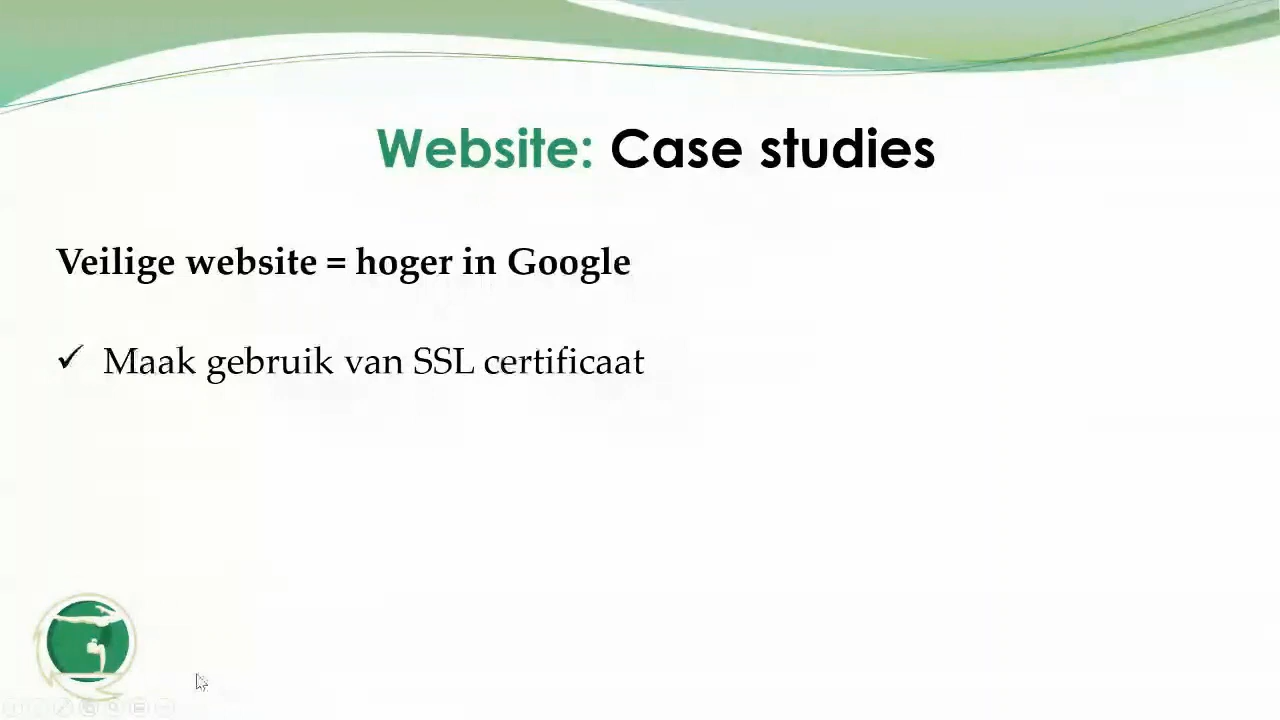 Website: Case studies
Veilige website = hoger in Google
✓ Maak gebruik van SSL certificaat